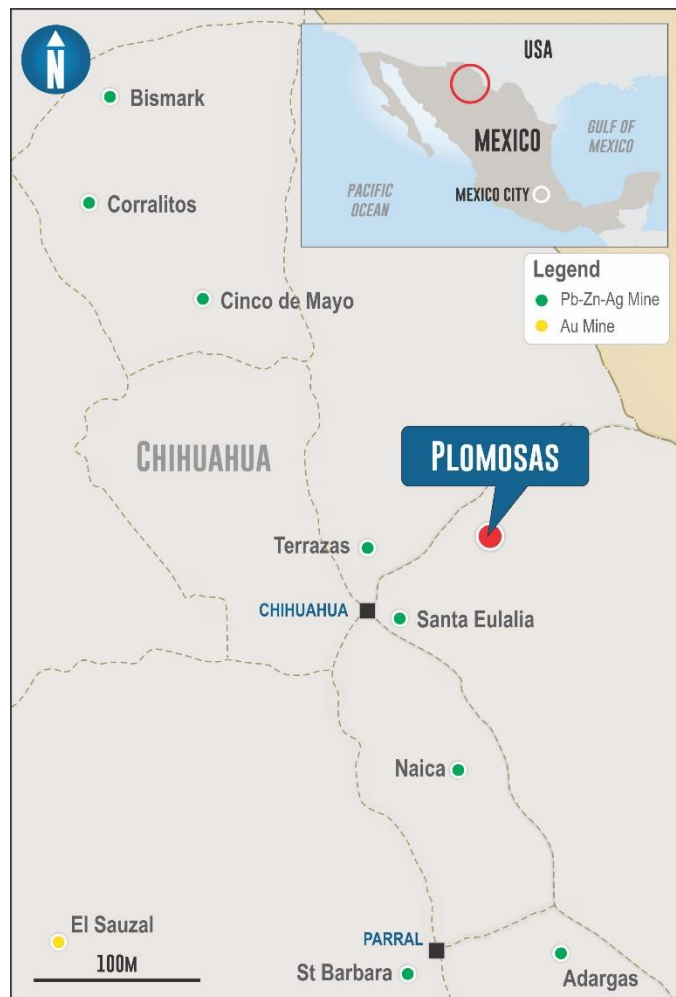 N
Bismark
Corralitos
Cinco de Mayo
USA
MEXICO
GULF OF
MEXICO
PACIFIC
OCEAN
MEXICO CITY
Legend
Pb-Zn-Ag Mine
Au Mine
CHIHUAHUA
PLOMOSAS
Terrazas
CHIHUAHUA
Santa Eulalia
Naica
El Sauzal
100M
PARRAL
St Barbara
Adargas